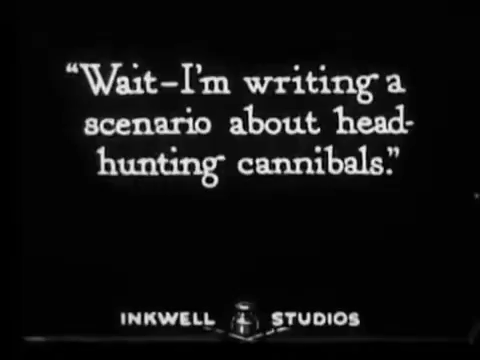 “Wait–I’m writing a
scenario about head-
hunting cannibals.”
INKWELL STUDIOS